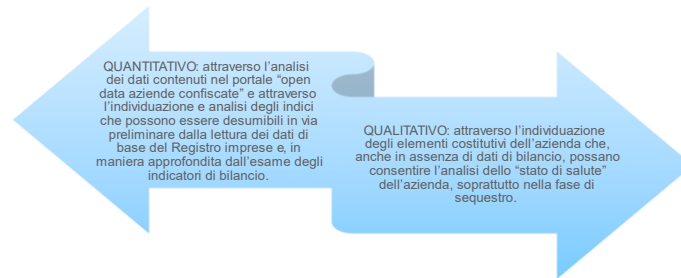 QUANTITATIVO: attraverso l’analisi
dei dati contenuti nel portale “open
data aziende confiscate” e attraverso
l’individuazione e analisi degli indici
che possono essere desumibili in via
preliminare dalla lettura dei dati di
base del Registro imprese e, in
maniera approfondita dall’esame degli
indicatori di bilancio.
QUALITATIVO: attraverso l’individuazione
degli elementi costitutivi dell’azienda che,
anche in assenza di dati di bilancio, possano
consentire l’analisi dello “stato di salute”
dell’azienda, soprattutto nella fase di
sequestro.